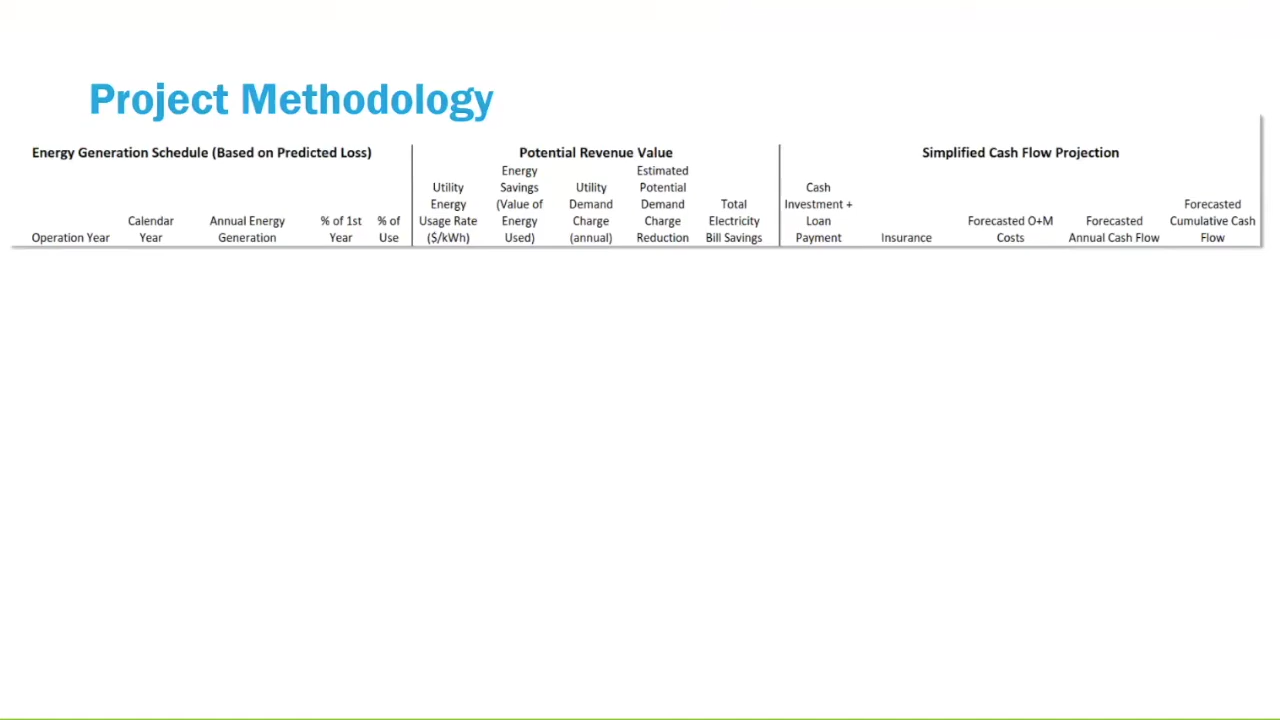 Project Methodology
Energy Generation Schedule (Based on Predicted Loss)
Operation Year
Calendar
Year
Annual Energy
Generation
% of 1st
Year
% of
Use
Potential Revenue Value
Utility
Energy
Usage Rate
($/kWh)
Energy
Savings
(Value of
Energy
Used)
Utility
Demand
Charge
(annual)
Estimated
Potential
Demand
Charge
Reduction
Total
Electricity
Bill Savings
Simplified Cash Flow Projection
Cash
Investment +
Loan
Payment
Insurance
Forecasted O+M
Costs
Forecasted
Annual Cash Flow
Forecasted
Cumulative Cash
Flow